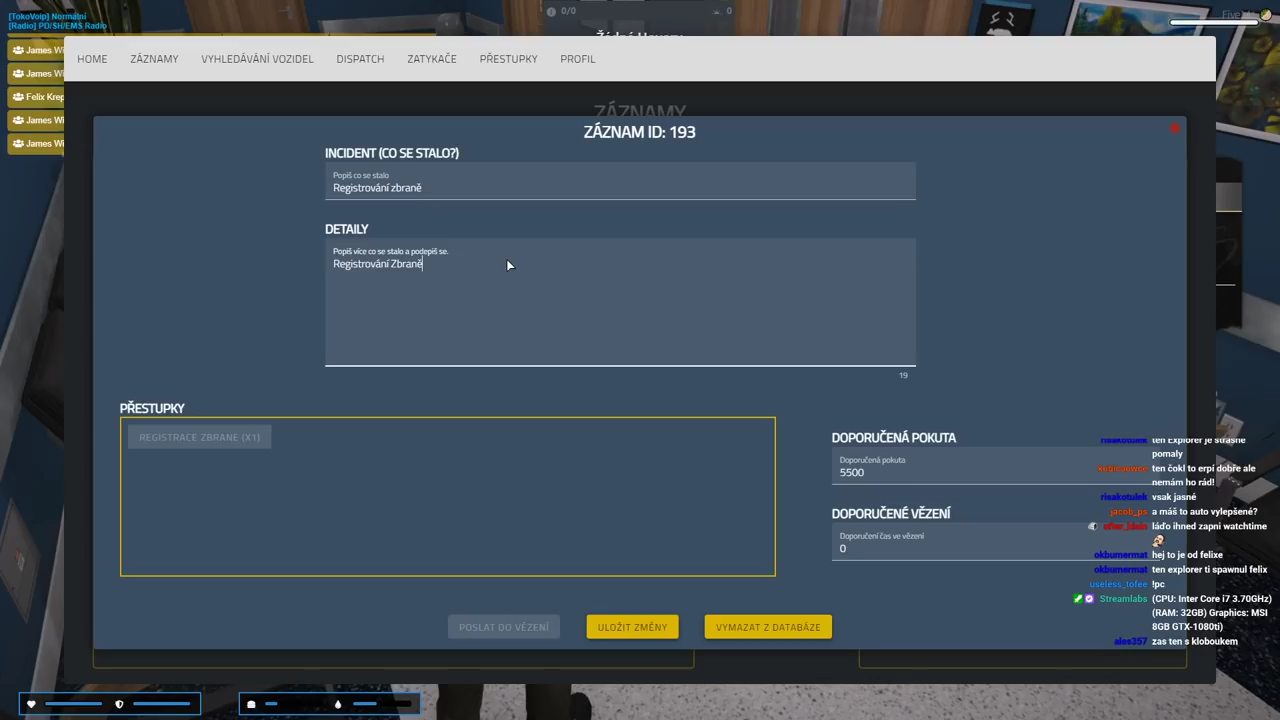 [TokoVoip] Normální
[Radio] PD/SH/EMS Radio
0/0
0
FiveM
James Wi
James Wi
Felix Krep
James Wi
James Wi
HOME ZÁZNAMY VYHLEDÁVÁNÍ VOZIDEL DISPATCH ZATYKAČE PŘESTUPKY PROFIL
ZÁZNAMY
ZÁZNAM ID: 193
INCIDENT (CO SE STALO?)
Popiš co se stalo
Registrování zbraně
DETAILY
Popiš více co se stalo a podepiš se.
Registrování Zbraně
19
PŘESTUPKY
REGISTRACE ZBRANE (X1)
DOPORUČENÁ POKUTA
Doporučená pokuta
5500
DOPORUČENÉ VĚZENÍ
Doporučení čas ve vězení
0
POSLAT DO VĚZENÍ
ULOŽIT ZMĚNY
VYMAZAT Z DATABÁZE
risakotulek ten Explorer je strasne
pomaly
ten čokl to erpí dobře ale
nemám ho rád!
risakotulek vsak jasné
jacob_ps a máš to auto vylepšené?
láďo ihned zapni watchtime
okbumermat hej to je od felixe
okbumermat ten explorer ti spawnul felix
useless_tofee !pc
Streamlabs (CPU: Inter Core i7 3.70GHz)
(RAM: 32GB) Graphics: MSI
8GB GTX-1080ti)
ales357 zas ten s kloboukem